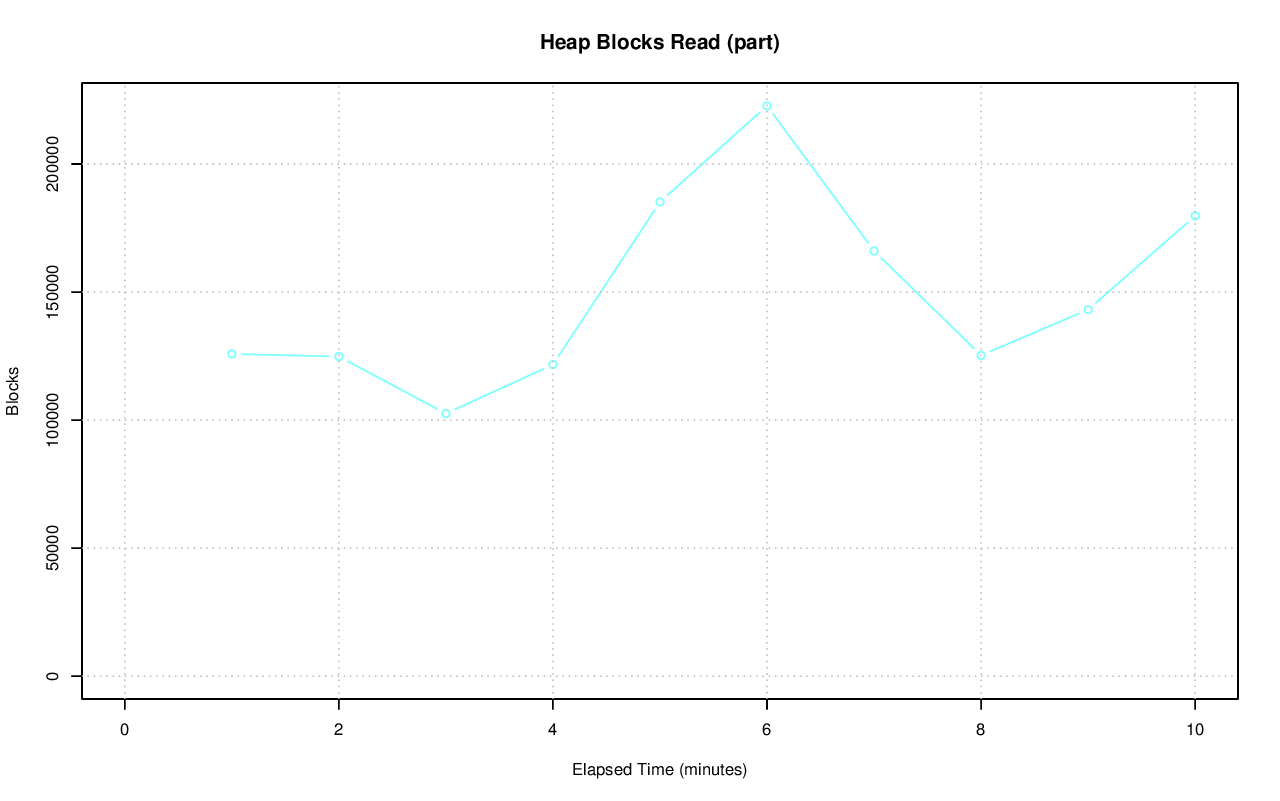 Heap Blocks Read (part)
Blocks
200000
150000
100000
50000
0
0 2 4 6 8 10
Elapsed Time (minutes)